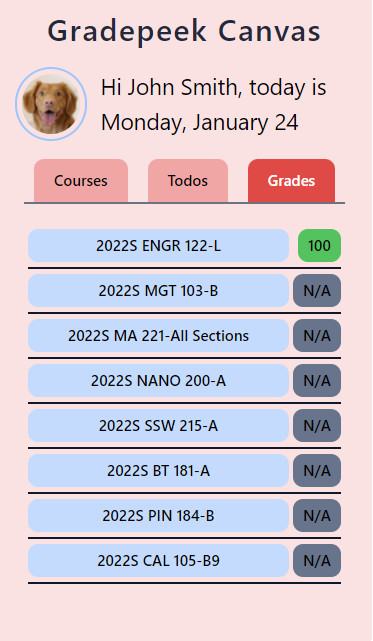 Gradepeek Canvas
Hi John Smith, today is
Monday, January 24
Courses Todos Grades
2022S ENGR 122-L 100
2022S MGT 103-B N/A
2022S MA 221-All Sections N/A
2022S NANO 200-A N/A
2022S SSW 215-A N/A
2022S BT 181-A N/A
2022S PIN 184-B N/A
2022S CAL 105-B9 N/A